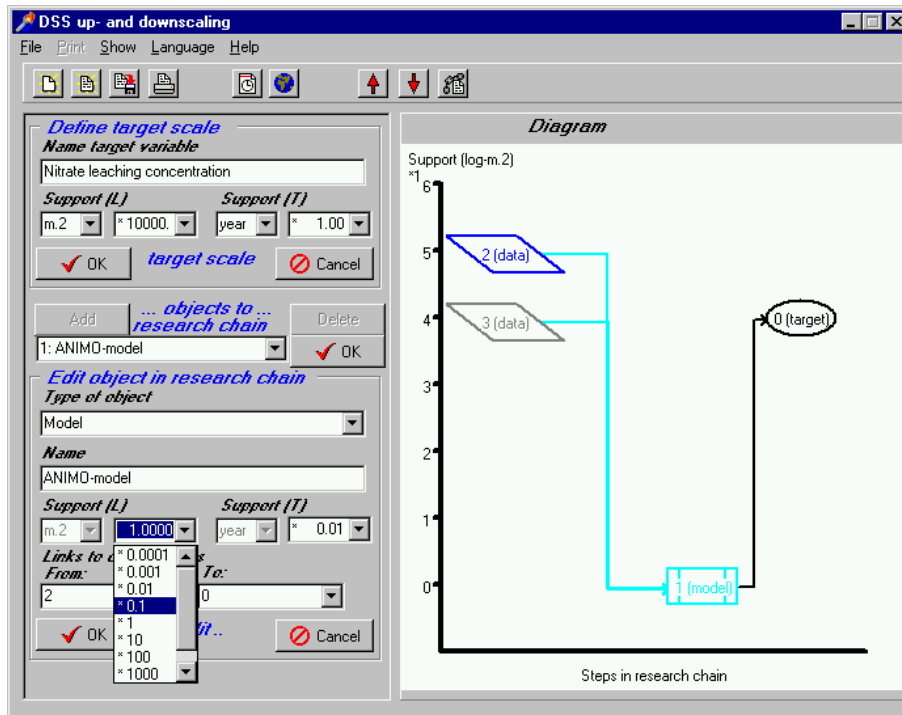 DSS up- and downscaling
File Print Show Language Help
Define target scale
Name target variable
Nitrate leaching concentration
Support (L) Support (T)
m.2 * 10000. year * 1.00
OK target scale Cancel
Add ... objects to ... research chain Delete
1: ANIMO-model OK
Edit object in research chain
Type of object
Model
Name
ANIMO-model
Support (L) Support (T)
m.2 1.0000 year * 0.01
Links to
From: To:
2 0
OK Cancel
* 0.0001
* 0.001
* 0.01
* 0.1
* 1
* 10
* 100
* 1000
Diagram
Support (log-m.2)
*1
6
5
4
3
2
1
0
2 (data)
3 (data)
0 (target)
1 (model)
Steps in research chain